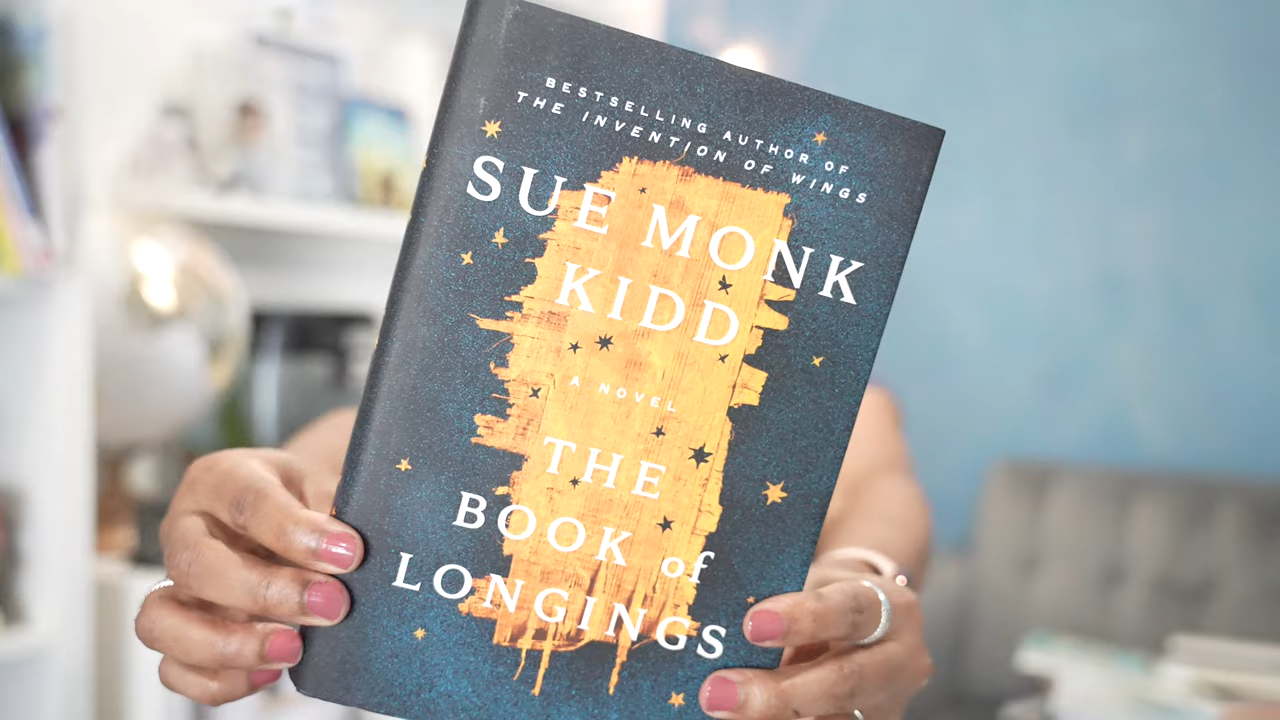 BESTSELLING AUTHOR OF
THE INVENTION OF WINGS
SUE MONK
KIDD
A NOVEL
THE
BOOK of
LONGINGS